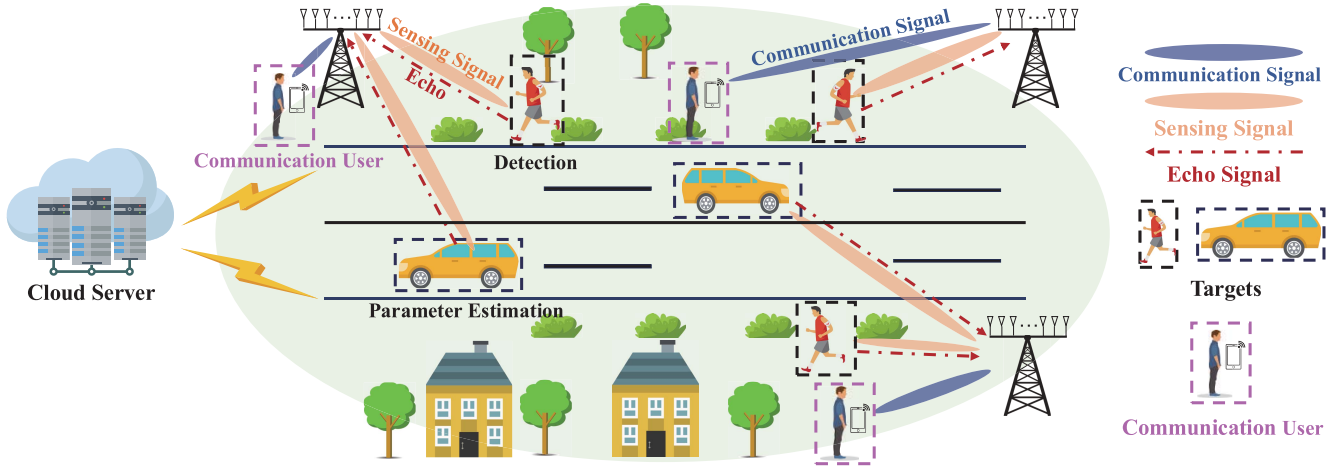 Sensing Signal
Echo
Communication Signal
Communication Signal
Communication User
Detection
Sensing Signal
Echo Signal
Cloud Server
Parameter Estimation
Targets
Communication User